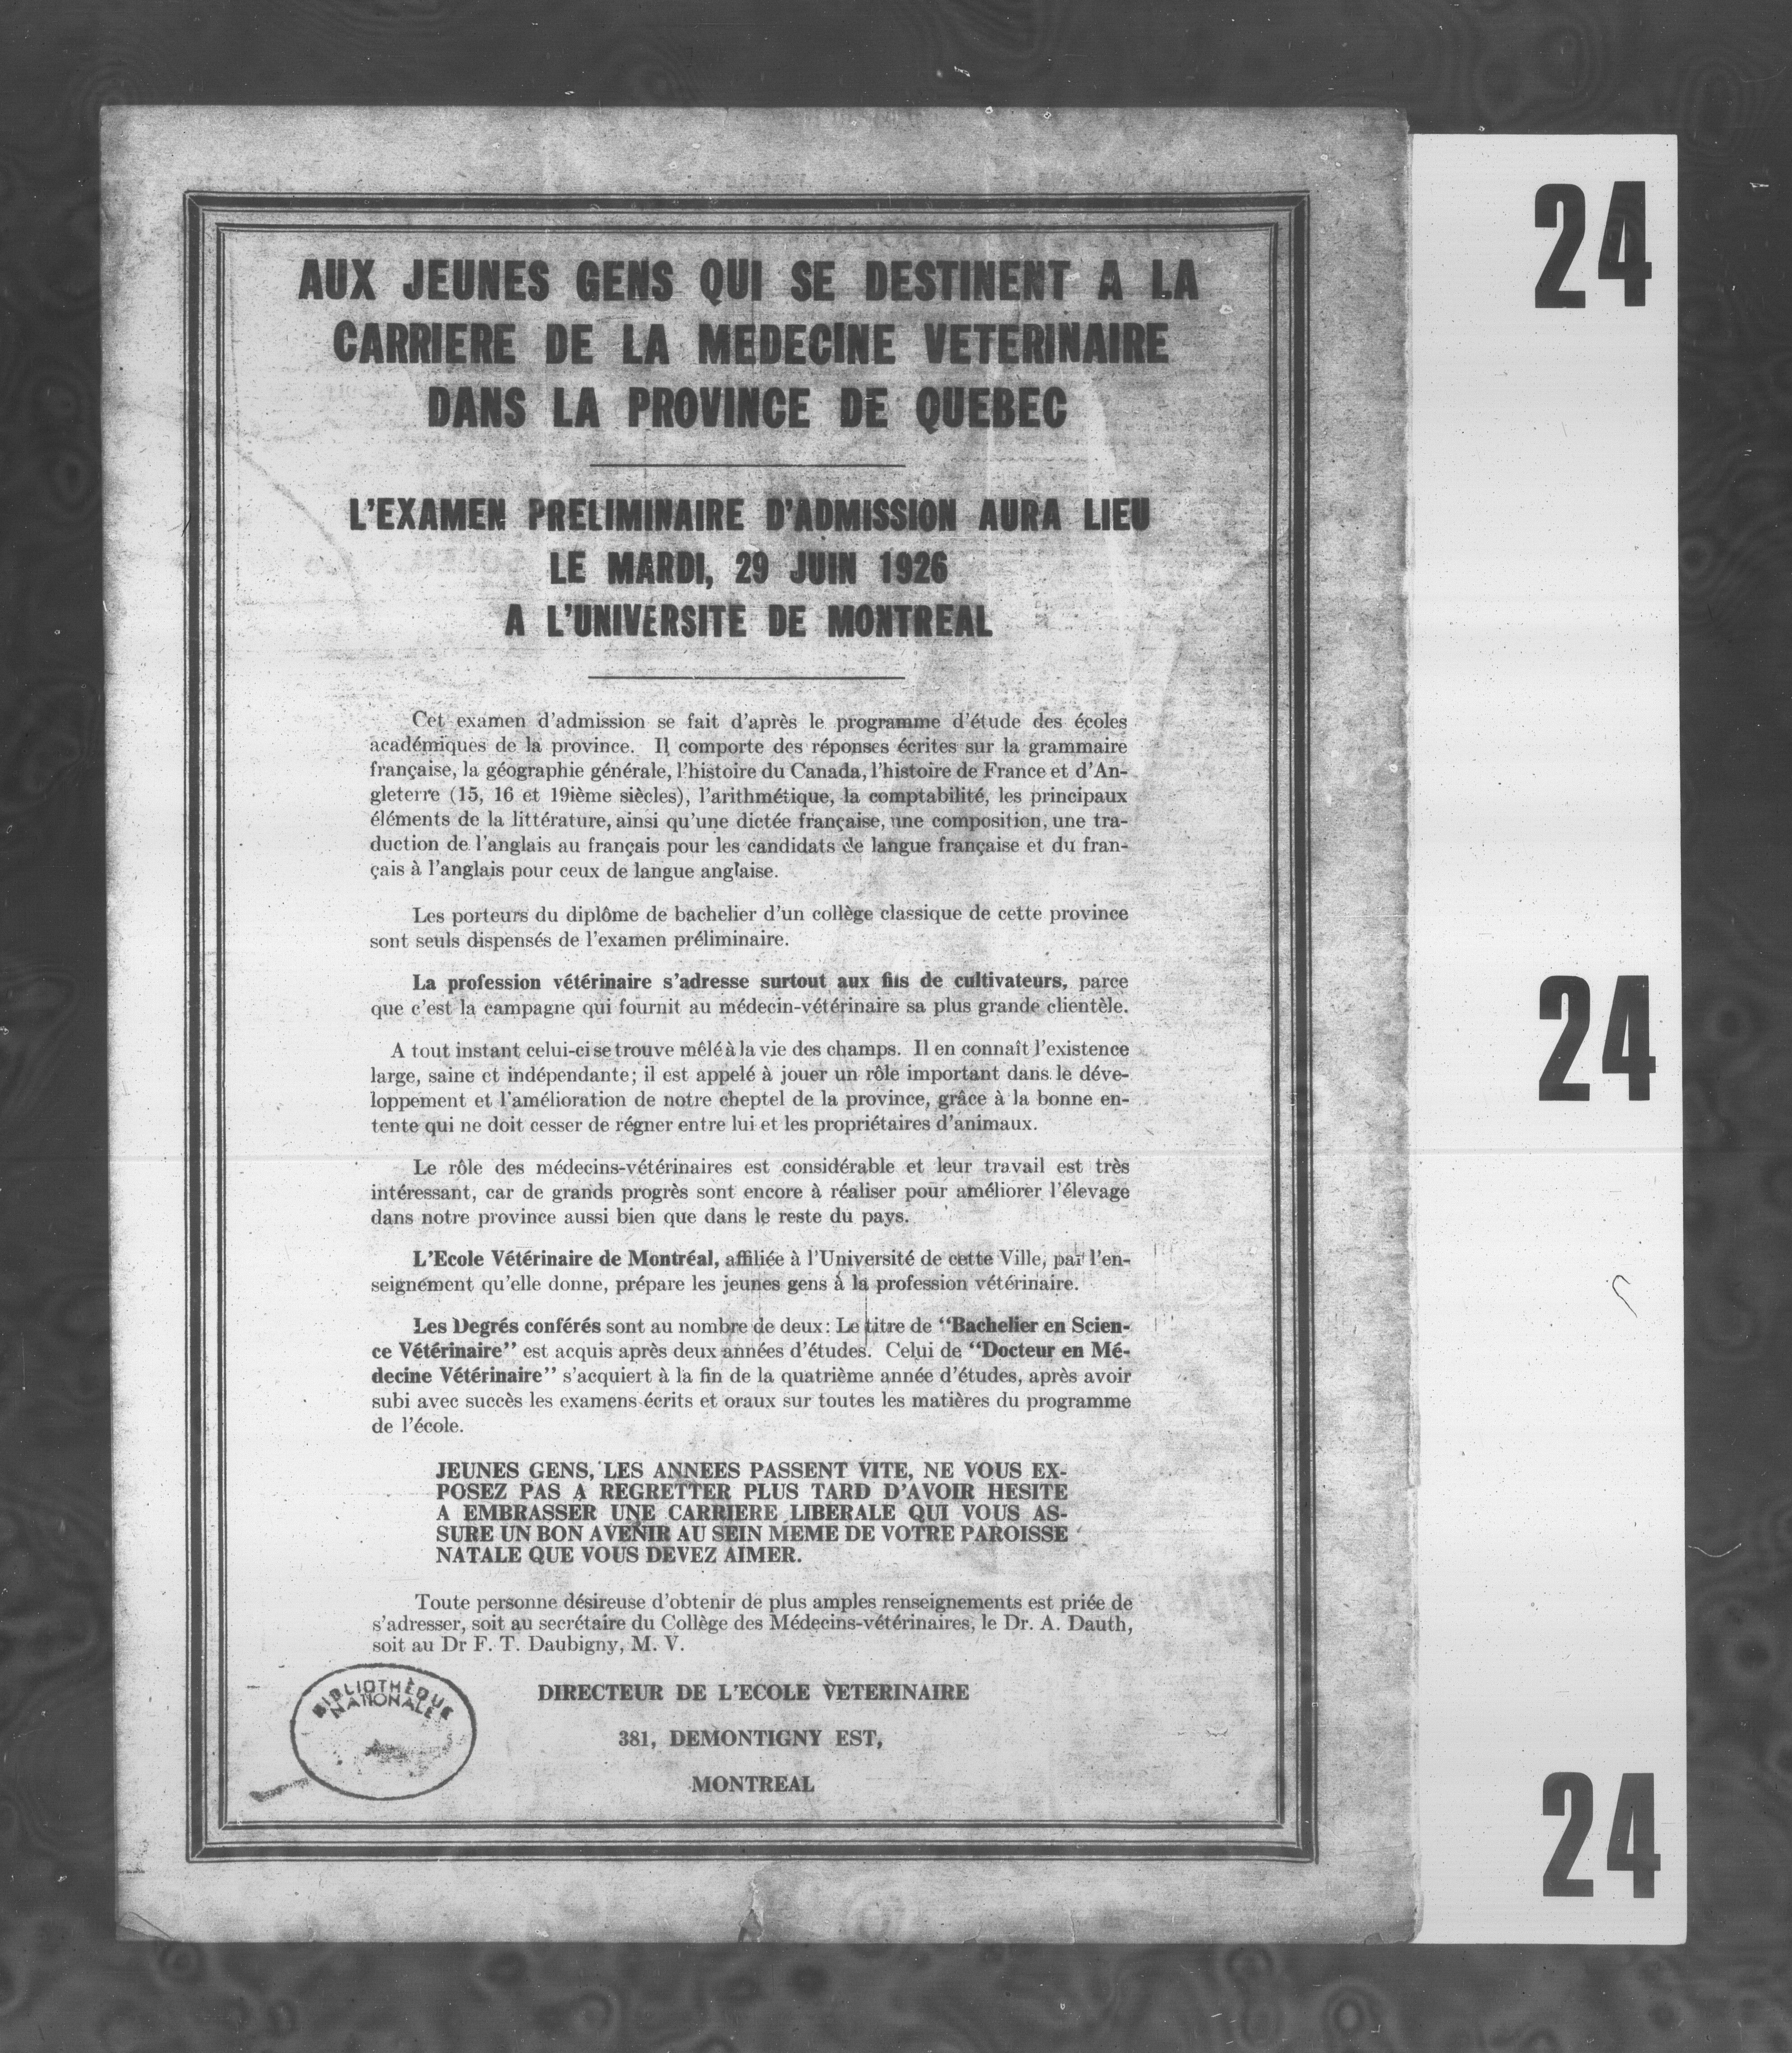 AUX JEUNES GENS QUI SE DESTINENT A LA
CARRIERE DE LA MEDECINE VETERINAIRE
DANS LA PROVINCE DE QUEBEC
L'EXAMEN PRELIMINAIRE D'ADMISSION AURA LIEU
LE MARDI, 29 JUIN 1926
A L'UNIVERSITE DE MONTREAL
Cet examen d'admission se fait d'après le programme d'étude des écoles
académiques de la province. Il comporte des réponses écrites sur la grammaire
française, la géographie générale, l'histoire du Canada, l'histoire de France et d'An-
gleterre (15, 16 et 19ième siècles), l'arithmétique, la comptabilité, les principaux
éléments de la littérature, ainsi qu'une dictée française, une composition, une tra-
duction de l'anglais au français pour les candidats de langue française et du fran-
çais à l'anglais pour ceux de langue anglaise.
Les porteurs du diplôme de bachelier d'un collège classique de cette province
sont seuls dispensés de l'examen préliminaire.
La profession vétérinaire s'adresse surtout aux fils de cultivateurs, parce
que c'est la campagne qui fournit au médecin-vétérinaire sa plus grande clientèle.
A tout instant celui-ci se trouve mêlé à la vie des champs. Il en connaît l'existence
large, saine et indépendante; il est appelé à jouer un rôle important dans le déve-
loppement et l'amélioration de notre cheptel de la province, grâce à la bonne en-
tente qui ne doit cesser de régner entre lui et les propriétaires d'animaux.
Le rôle des médecins-vétérinaires est considérable et leur travail est très
intéressant, car de grands progrès sont encore à réaliser pour améliorer l'élevage
dans notre province aussi bien que dans le reste du pays.
L'Ecole Vétérinaire de Montréal, affiliée à l'Université de cette Ville, par l'en-
seignement qu'elle donne, prépare les jeunes gens à la profession vétérinaire.
Les Degrés conférés sont au nombre de deux: Le titre de "Bachelier en Scien-
ce Vétérinaire" est acquis après deux années d'études. Celui de "Docteur en Mé-
decine Vétérinaire" s'acquiert à la fin de la quatrième année d'études, après avoir
subi avec succès les examens écrits et oraux sur toutes les matières du programme
de l'école.
JEUNES GENS, LES ANNEES PASSENT VITE, NE VOUS EX-
POSEZ PAS A REGRETTER PLUS TARD D'AVOIR HESITE
A EMBRASSER UNE CARRIERE LIBERALE QUI VOUS AS-
SURE UN BON AVENIR AU SEIN MEME DE VOTRE PAROISSE
NATALE QUE VOUS DEVEZ AIMER.
Toute personne désireuse d'obtenir de plus amples renseignements est priée de
s'adresser, soit au secrétaire du Collège des Médecins-vétérinaires, le Dr. A. Dauth,
soit au Dr F. T. Daubigny, M. V.
DIRECTEUR DE L'ECOLE VETERINAIRE
381, DEMONTIGNY EST,
MONTREAL
BIBLIOTHÈQUE
NATIONALE
24
24
24